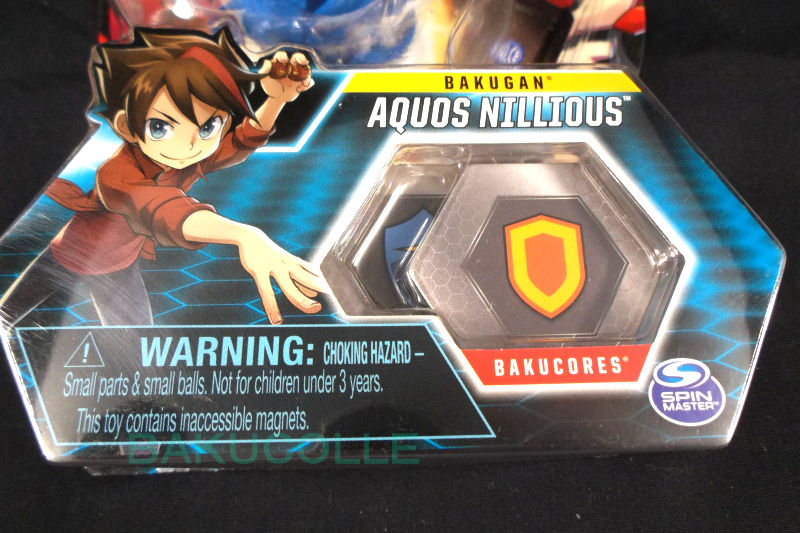 BAKUGAN®
AQUOS NILLIOUS™
BAKUCORES®
SPIN
MASTER™
WARNING: CHOKING HAZARD –
Small parts & small balls. Not for children under 3 years.
This toy contains inaccessible magnets.
BAKUCOLLE